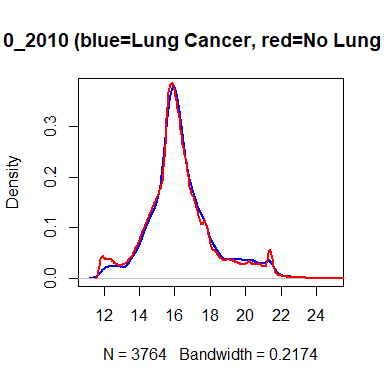 0_2010 (blue=Lung Cancer, red=No Lung
Density
0.3
0.2
0.1
0.0
12 14 16 18 20 22 24
N = 3764 Bandwidth = 0.2174